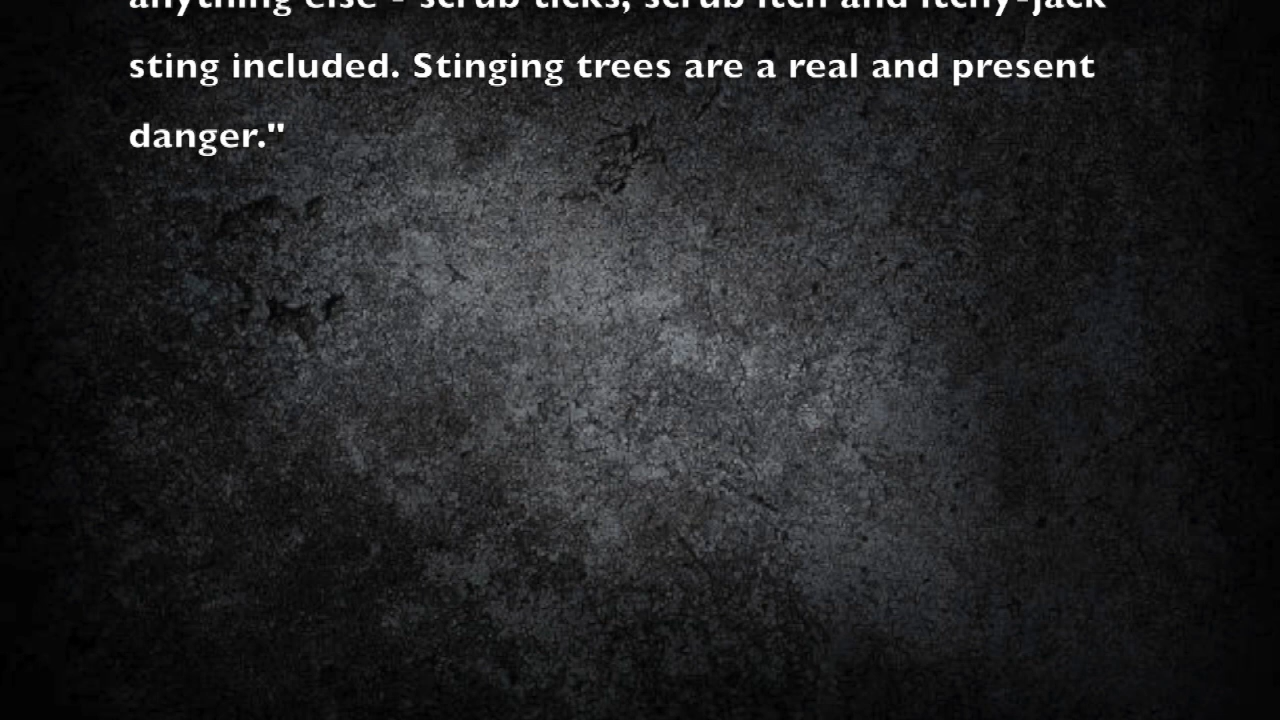 anything else - scrub ticks, scrub itch and itchy-jack
sting included. Stinging trees are a real and present
danger."